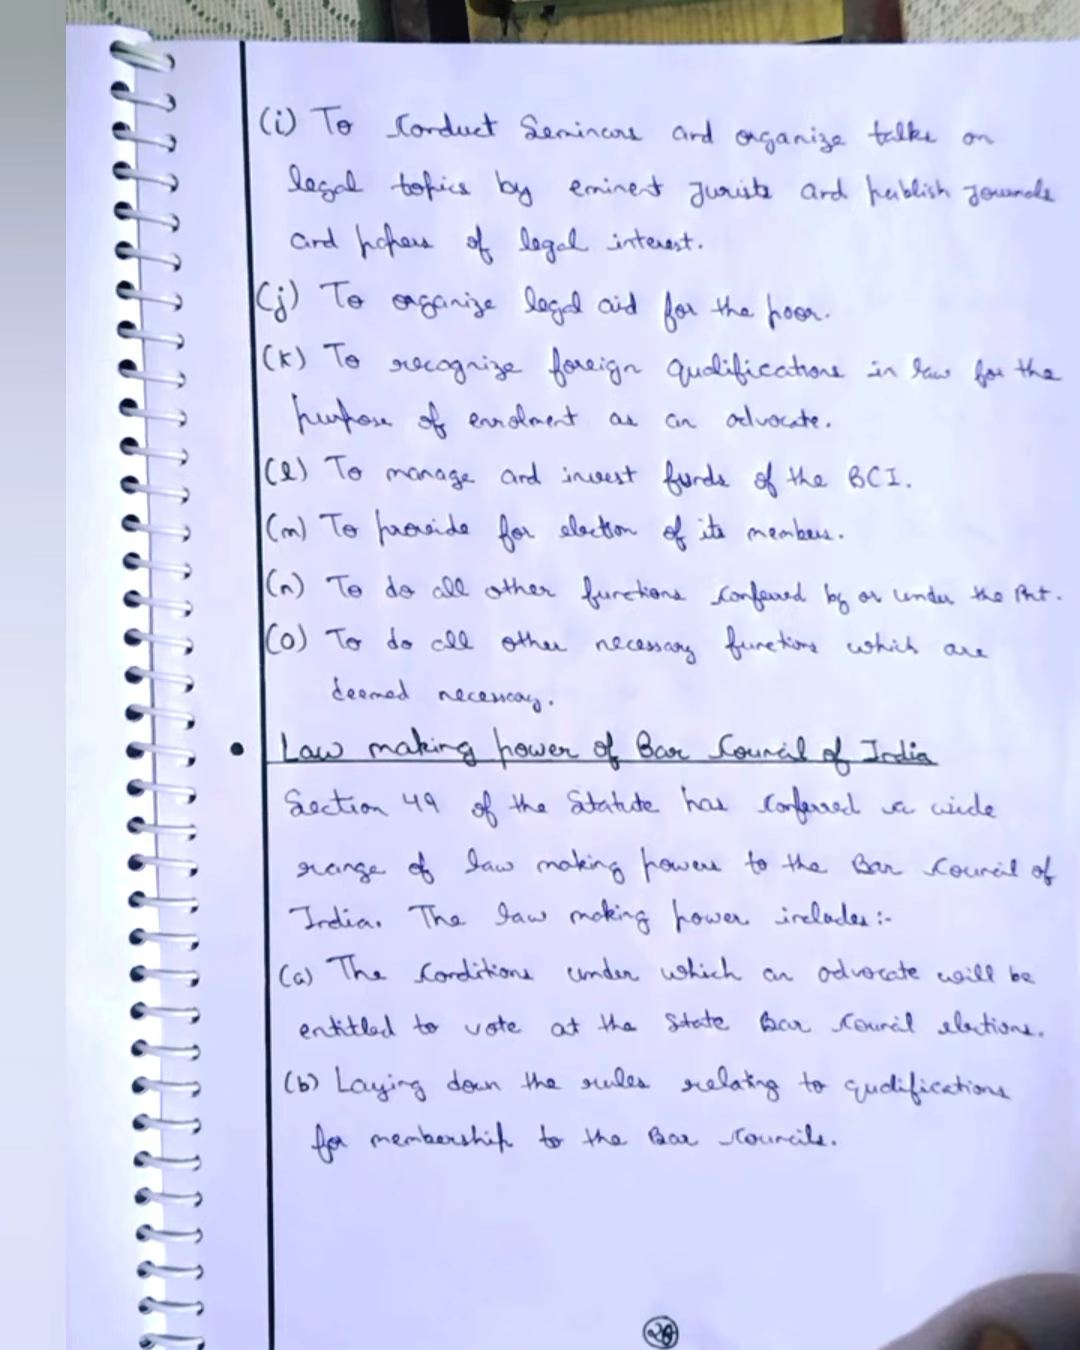 (i) To Conduct Seminars and organize talks on
legal topics by eminent Jurists and publish Journals
and papers of legal interest.
(j) To organize legal aid for the poor.
(k) To recognize foreign qualifications in law for the
purpose of enrolment as an advocate.
(l) To manage and invest funds of the BCI.
(m) To provide for election of its members.
(n) To do all other functions conferred by or under the Act.
(o) To do all other necessary functions which are
deemed necessary.
• Law making power of Bar Council of India
Section 49 of the Statute has conferred a wide
range of law making powers to the Bar Council of
India. The law making power includes:-
(a) The Conditions under which an advocate will be
entitled to vote at the State Bar Council elections.
(b) Laying down the rules relating to qualifications
for membership to the Bar Councils.